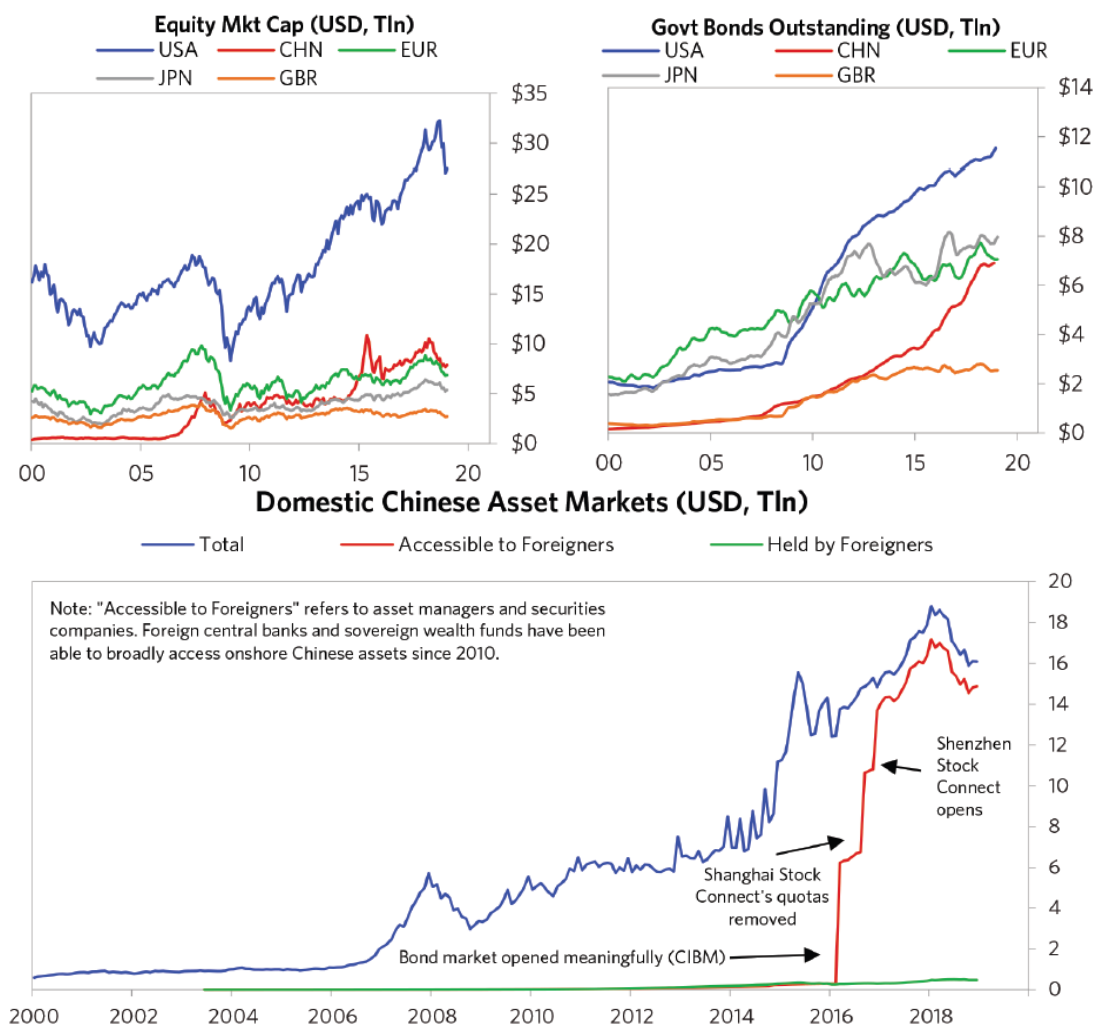 Equity Mkt Cap (USD, Tln)
USA CHN EUR
JPN GBR
$35
$30
$25
$20
$15
$10
$5
$0
00 05 10 15 20
Govt Bonds Outstanding (USD, Tln)
USA CHN EUR
JPN GBR
$14
$12
$10
$8
$6
$4
$2
$0
00 05 10 15 20
Domestic Chinese Asset Markets (USD, Tln)
Total Accessible to Foreigners Held by Foreigners
Note: "Accessible to Foreigners" refers to asset managers and securities
companies. Foreign central banks and sovereign wealth funds have been
able to broadly access onshore Chinese assets since 2010.
20
18
16
14
12
10
8
6
4
2
0
Shenzhen
Stock
Connect
opens
Shanghai Stock
Connect's quotas
removed
Bond market opened meaningfully (CIBM)
2000 2002 2004 2006 2008 2010 2012 2014 2016 2018